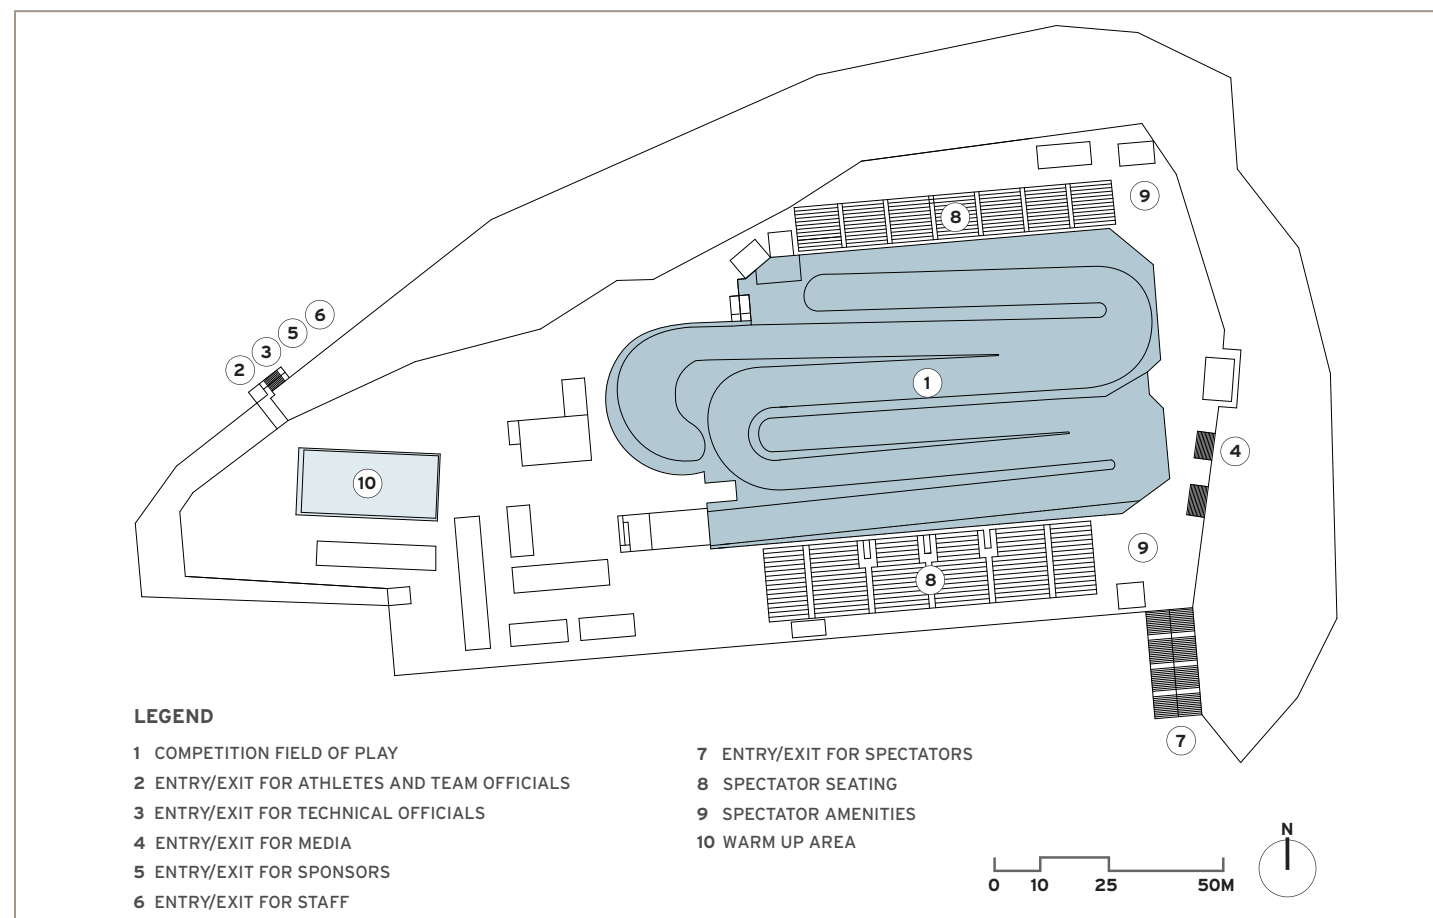 9
8
6
5
3
2
1
4
10
9
8
7
LEGEND
1 COMPETITION FIELD OF PLAY
2 ENTRY/EXIT FOR ATHLETES AND TEAM OFFICIALS
3 ENTRY/EXIT FOR TECHNICAL OFFICIALS
4 ENTRY/EXIT FOR MEDIA
5 ENTRY/EXIT FOR SPONSORS
6 ENTRY/EXIT FOR STAFF
7 ENTRY/EXIT FOR SPECTATORS
8 SPECTATOR SEATING
9 SPECTATOR AMENITIES
10 WARM UP AREA
N
0 10 25 50M